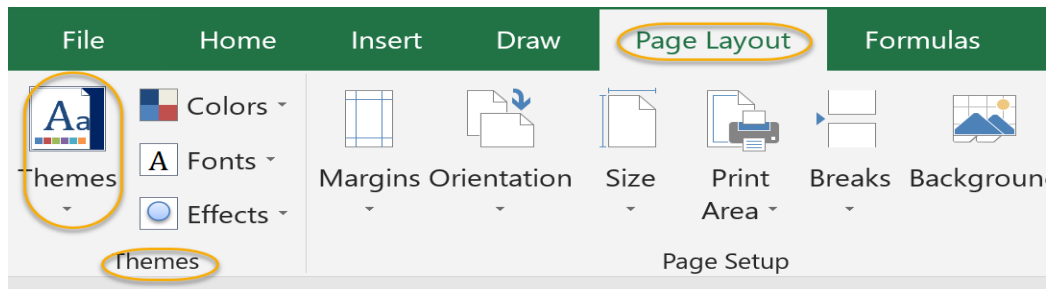 File Home Insert Draw Page Layout Formulas
Aa
Themes
Colors
A Fonts
Effects
Themes
Margins Orientation Size Print Area Breaks Backgroun
Page Setup